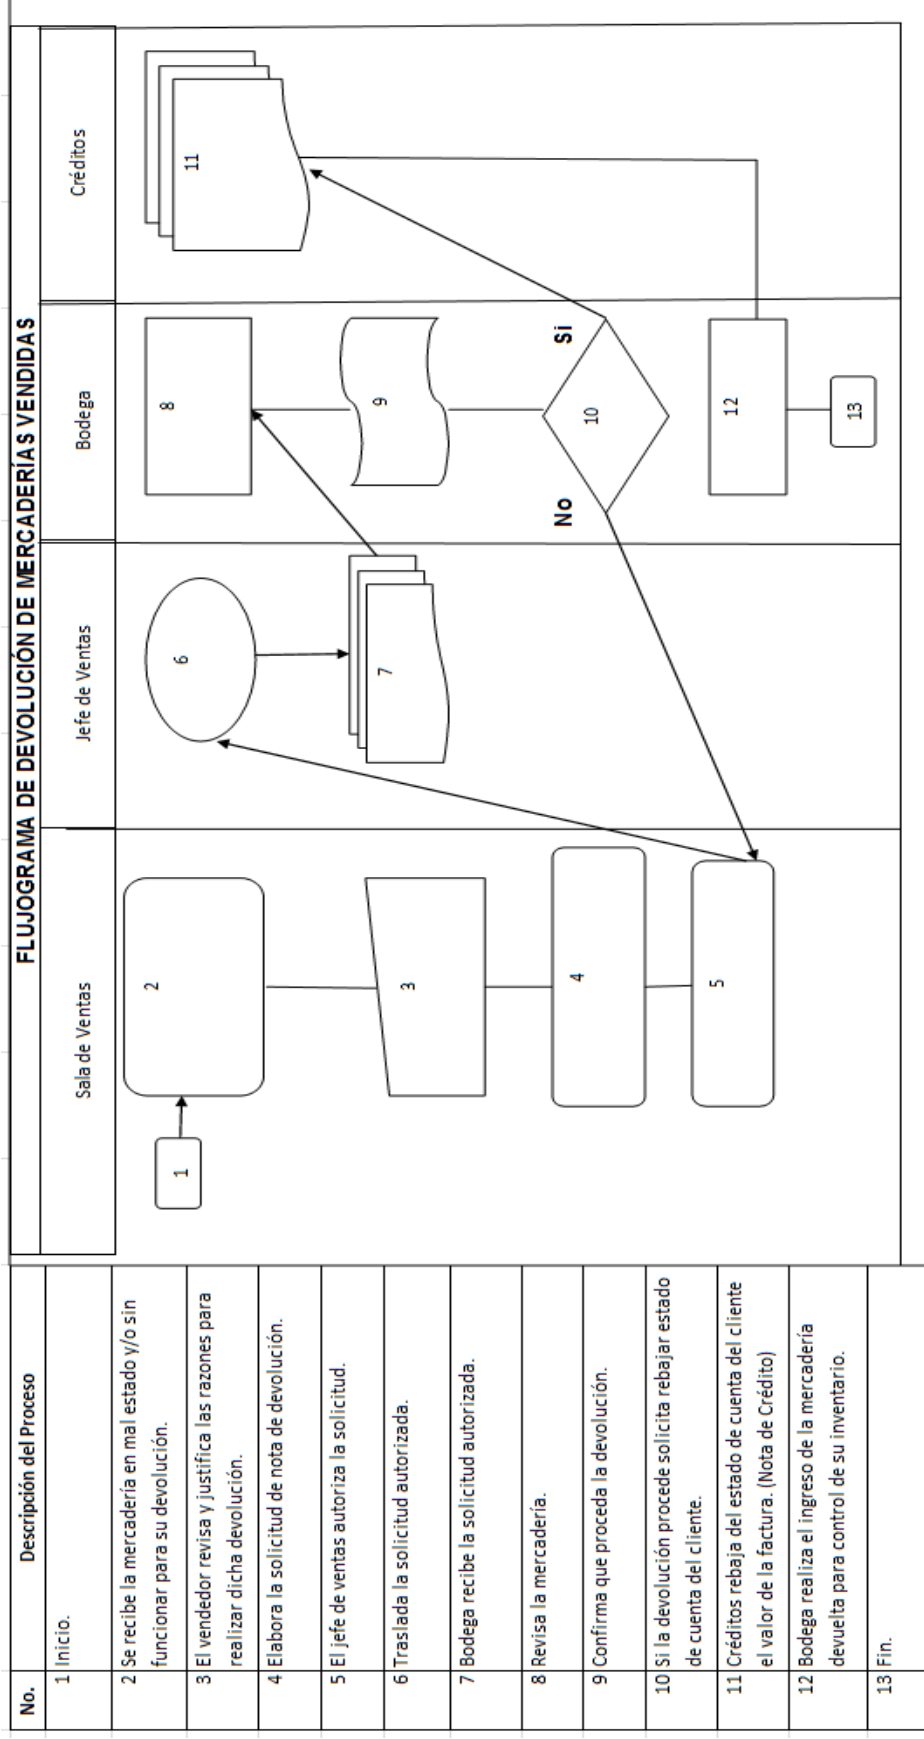 No.
Descripción del Proceso
1 Inicio.
2 Se recibe la mercadería en mal estado y/o sin
funcionar para su devolución.
3 El vendedor revisa y justifica las razones para
realizar dicha devolución.
4 Elabora la solicitud de nota de devolución.
5 El jefe de ventas autoriza la solicitud.
6 Traslada la solicitud autorizada.
7 Bodega recibe la solicitud autorizada.
8 Revisa la mercadería.
9 Confirma que proceda la devolución.
10 Si la devolución procede solicita rebajar estado
de cuenta del cliente.
11 Créditos rebaja del estado de cuenta del cliente
el valor de la factura. (Nota de Crédito)
12 Bodega realiza el ingreso de la mercadería
devuelta para control de su inventario.
13 Fin.
FLUJOGRAMA DE DEVOLUCIÓN DE MERCADERÍAS VENDIDAS
Sala de Ventas
Jefe de Ventas
Bodega
Créditos
1
2
3
4
5
6
7
8
9
No
10
Si
12
13
11